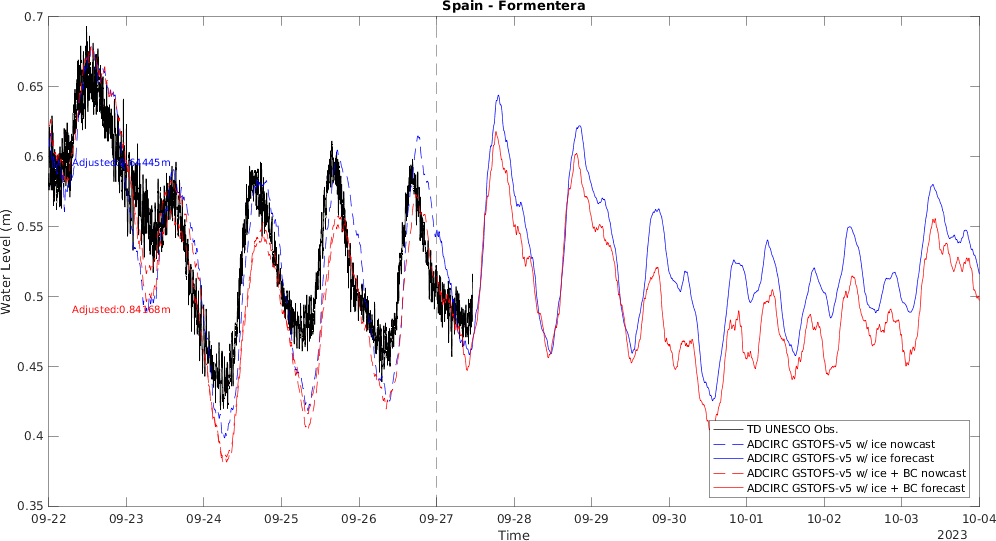 Spain - Formentera
0.7
0.65
0.6
0.55
0.5
0.45
0.4
0.35
Water Level (m)
Adjusted:0.84168m
09-22
09-23
09-24
09-25
09-26
09-27
09-28
09-29
09-30
10-01
10-02
10-03
10-04
Time
2023
TD UNESCO Obs.
ADCIRC GSTOFS-v5 w/ ice nowcast
ADCIRC GSTOFS-v5 w/ ice forecast
ADCIRC GSTOFS-v5 w/ ice + BC nowcast
ADCIRC GSTOFS-v5 w/ ice + BC forecast